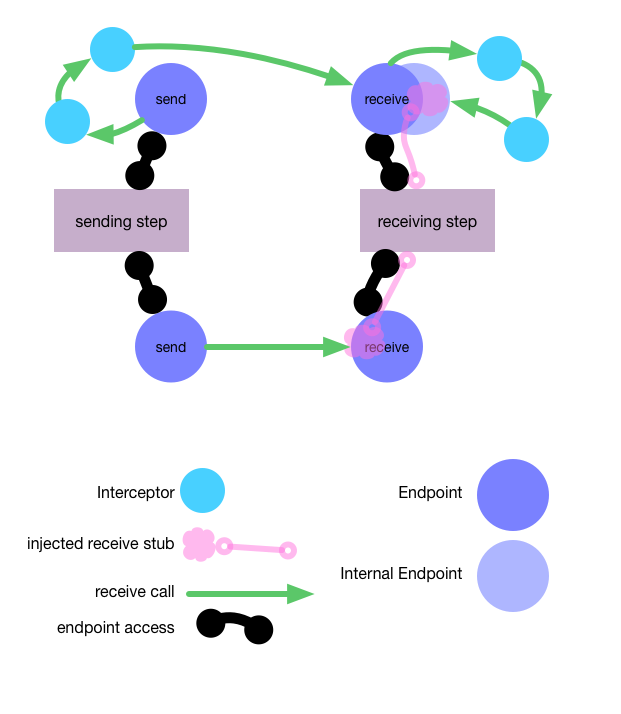 send
receive
sending step
receiving step
send
receive
Interceptor
Endpoint
injected receive stub
Internal Endpoint
receive call
endpoint access